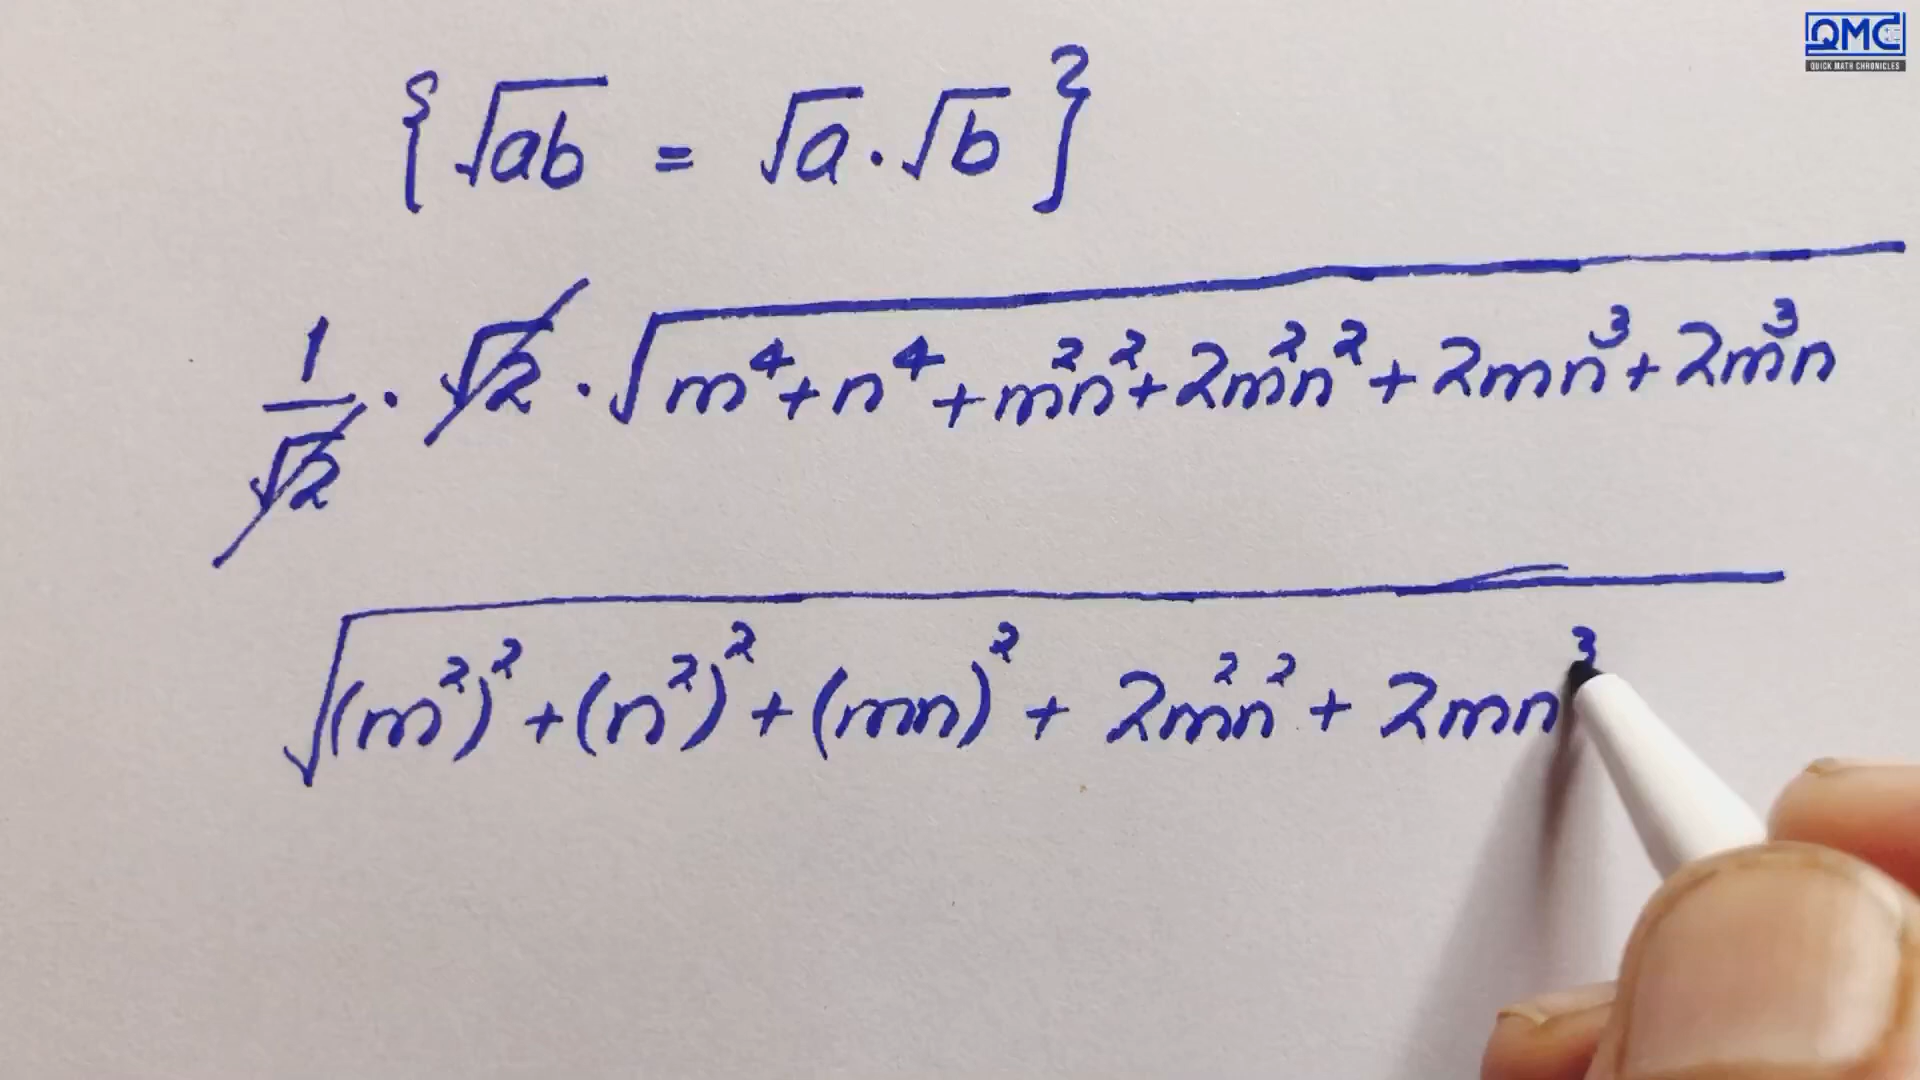 QMC
QUICK MATH CHRONICLES
{√ab = √a · √b}
1/√2 · √2 · √(m⁴ + n⁴ + m²n² + 2m²n² + 2mn³ + 2m³n)
√((m²)² + (n²)² + (mn)² + 2m²n² + 2mn³